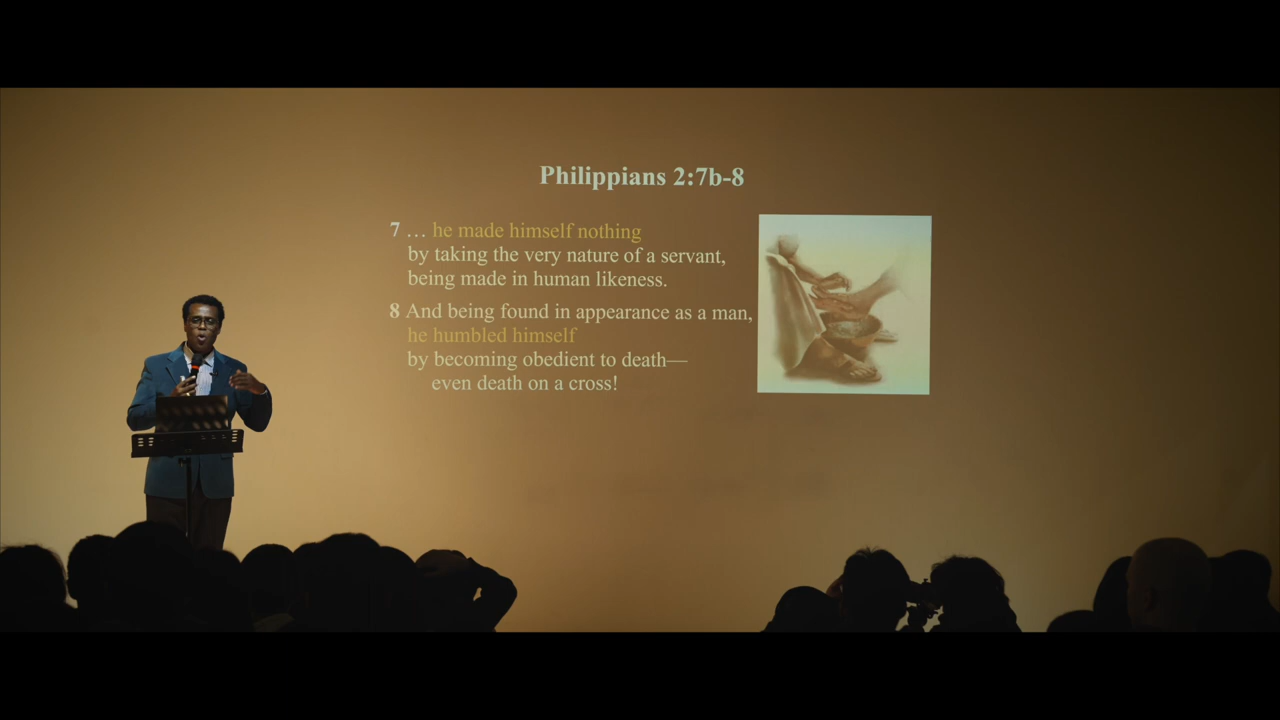 Philippians 2:7b-8
7 … he made himself nothing
by taking the very nature of a servant,
being made in human likeness.
8 And being found in appearance as a man,
he humbled himself
by becoming obedient to death—
even death on a cross!